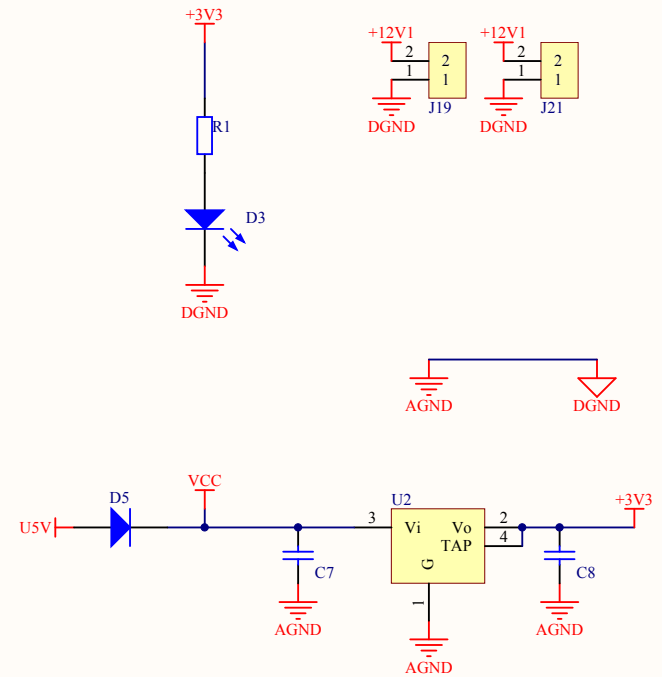 +3V3
R1
D3
DGND
+12V1
2
1
2
1
J19
DGND
+12V1
2
1
2
1
J21
DGND
AGND
DGND
U5V
D5
VCC
C7
AGND
U2
3
Vi
Vo
2
TAP
4
G
1
AGND
+3V3
C8
AGND